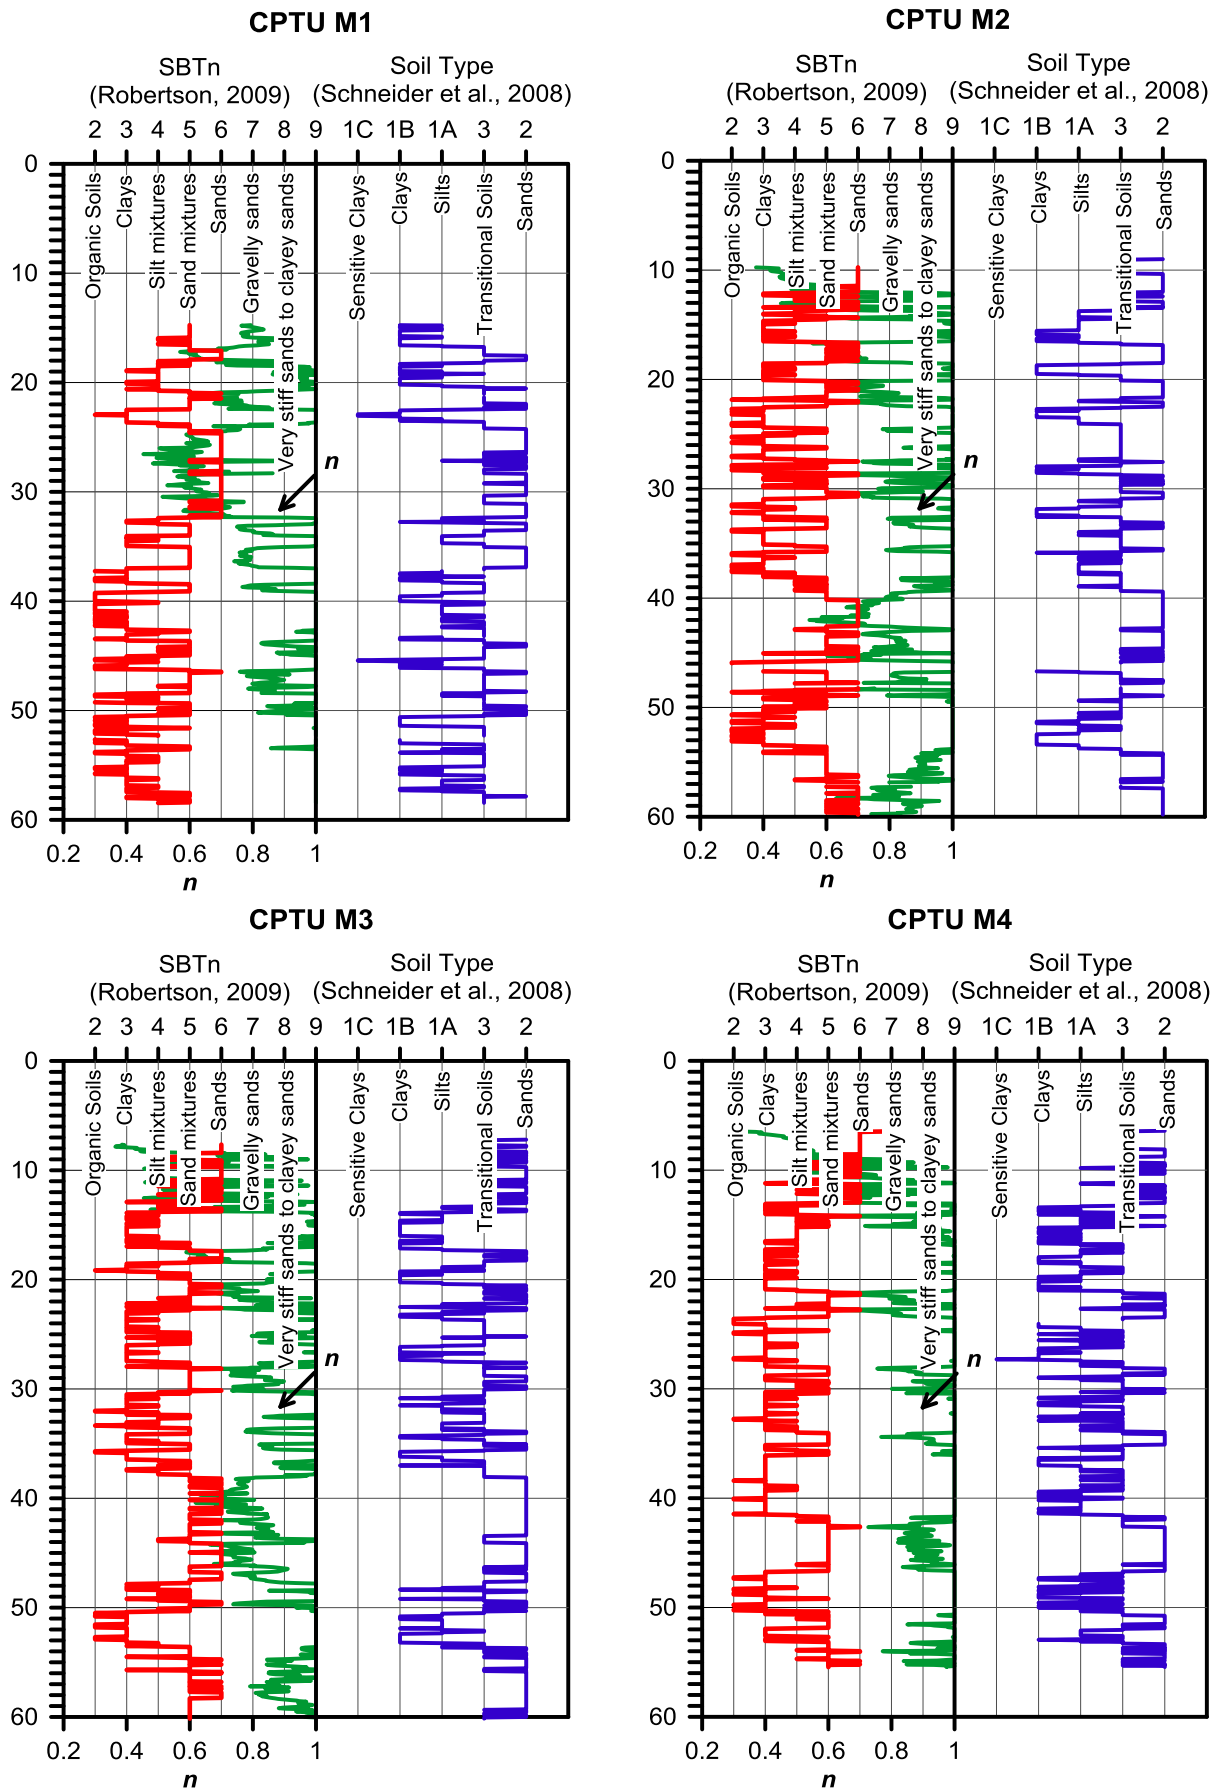 CPTU M1
SBTn
(Robertson, 2009)
Soil Type
(Schneider et al., 2008)
2 3 4 5 6 7 8 9 1C 1B 1A 3 2
Organic Soils
Clays
Silt mixtures
Sand mixtures
Sands
Gravelly sands
Very stiff sands to clayey sands
Sensitive Clays
Clays
Silts
Transitional Soils
Sands
n
0
10
20
30
40
50
60
0.2 0.4 0.6 0.8 1
n
CPTU M2
SBTn
(Robertson, 2009)
Soil Type
(Schneider et al., 2008)
2 3 4 5 6 7 8 9 1C 1B 1A 3 2
Organic Soils
Clays
Silt mixtures
Sand mixtures
Sands
Gravelly sands
Very stiff sands to clayey sands
Sensitive Clays
Clays
Silts
Transitional Soils
Sands
n
0
10
20
30
40
50
60
0.2 0.4 0.6 0.8 1
n
CPTU M3
SBTn
(Robertson, 2009)
Soil Type
(Schneider et al., 2008)
2 3 4 5 6 7 8 9 1C 1B 1A 3 2
Organic Soils
Clays
Silt mixtures
Sand mixtures
Sands
Gravelly sands
Very stiff sands to clayey sands
Sensitive Clays
Clays
Silts
Transitional Soils
Sands
n
0
10
20
30
40
50
60
0.2 0.4 0.6 0.8 1
n
CPTU M4
SBTn
(Robertson, 2009)
Soil Type
(Schneider et al., 2008)
2 3 4 5 6 7 8 9 1C 1B 1A 3 2
Organic Soils
Clays
Silt mixtures
Sand mixtures
Sands
Gravelly sands
Very stiff sands to clayey sands
Sensitive Clays
Clays
Silts
Transitional Soils
Sands
n
0
10
20
30
40
50
60
0.2 0.4 0.6 0.8 1
n